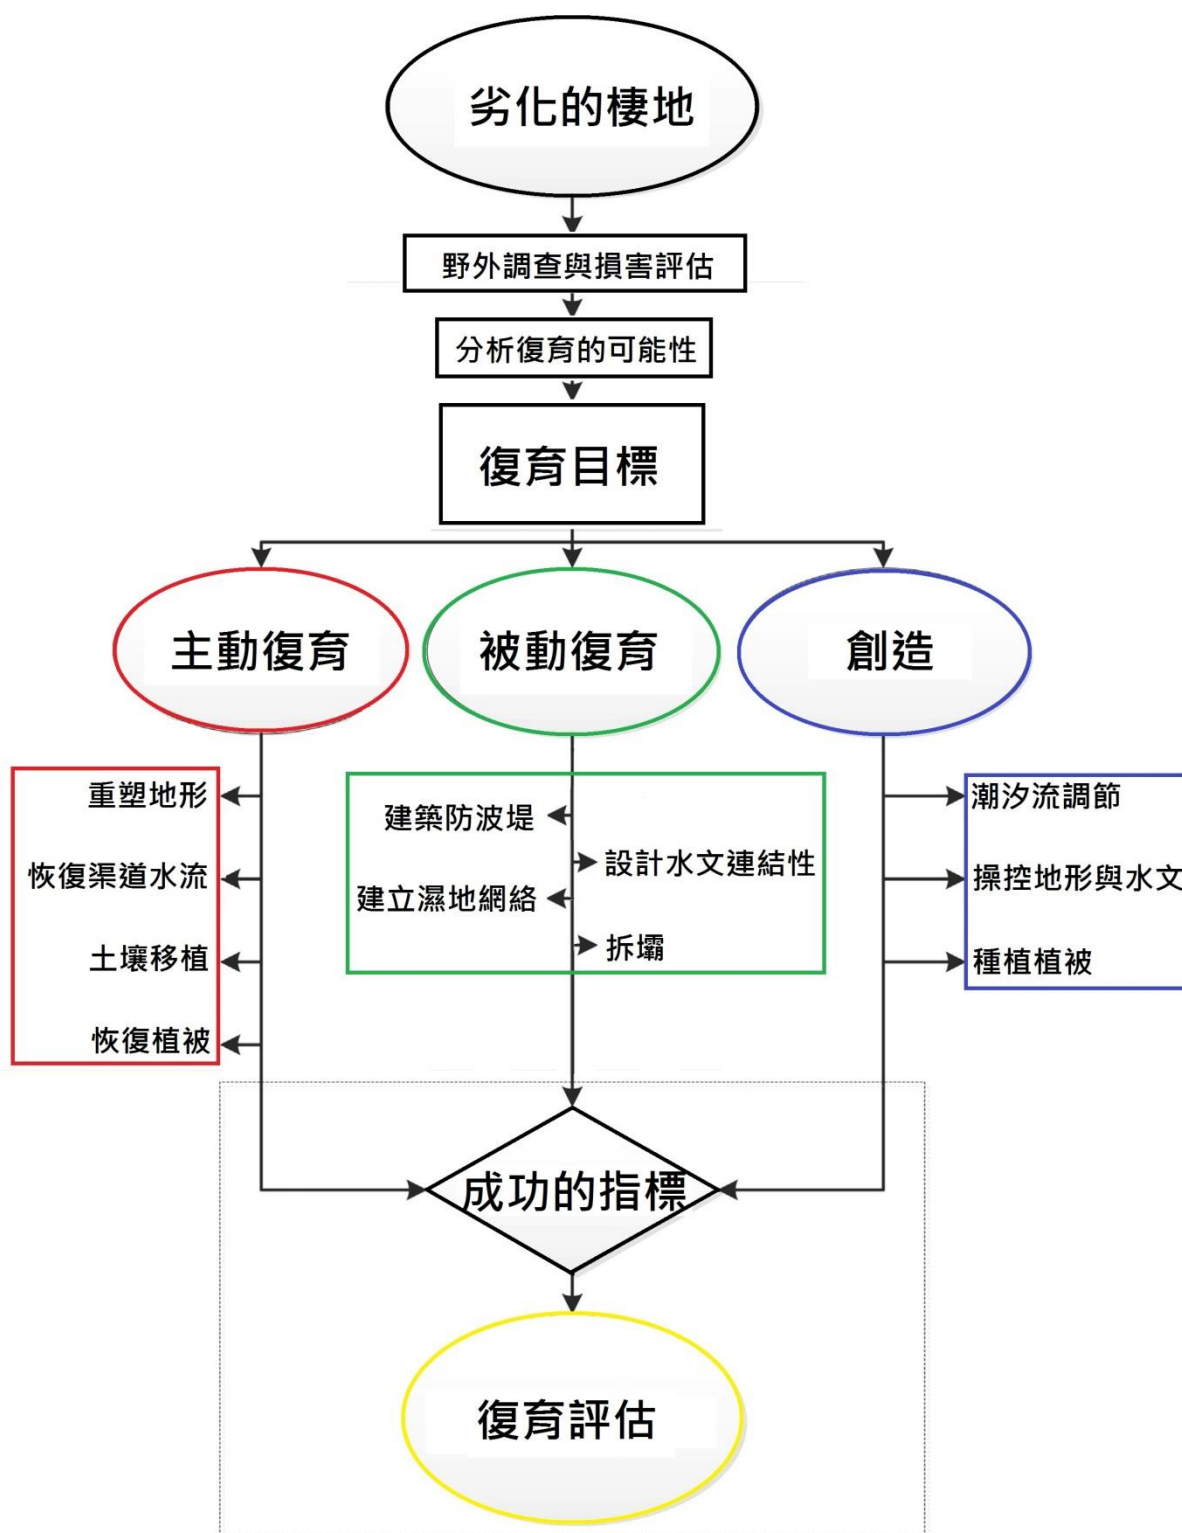 劣化的棲地
野外調查與損害評估
分析復育的可能性
復育目標
主動復育
被動復育
創造
重塑地形
恢復渠道水流
土壤移植
恢復植被
建築防波堤
設計水文連結性
建立濕地網絡
拆壩
潮汐流調節
操控地形與水文
種植植被
成功的指標
復育評估